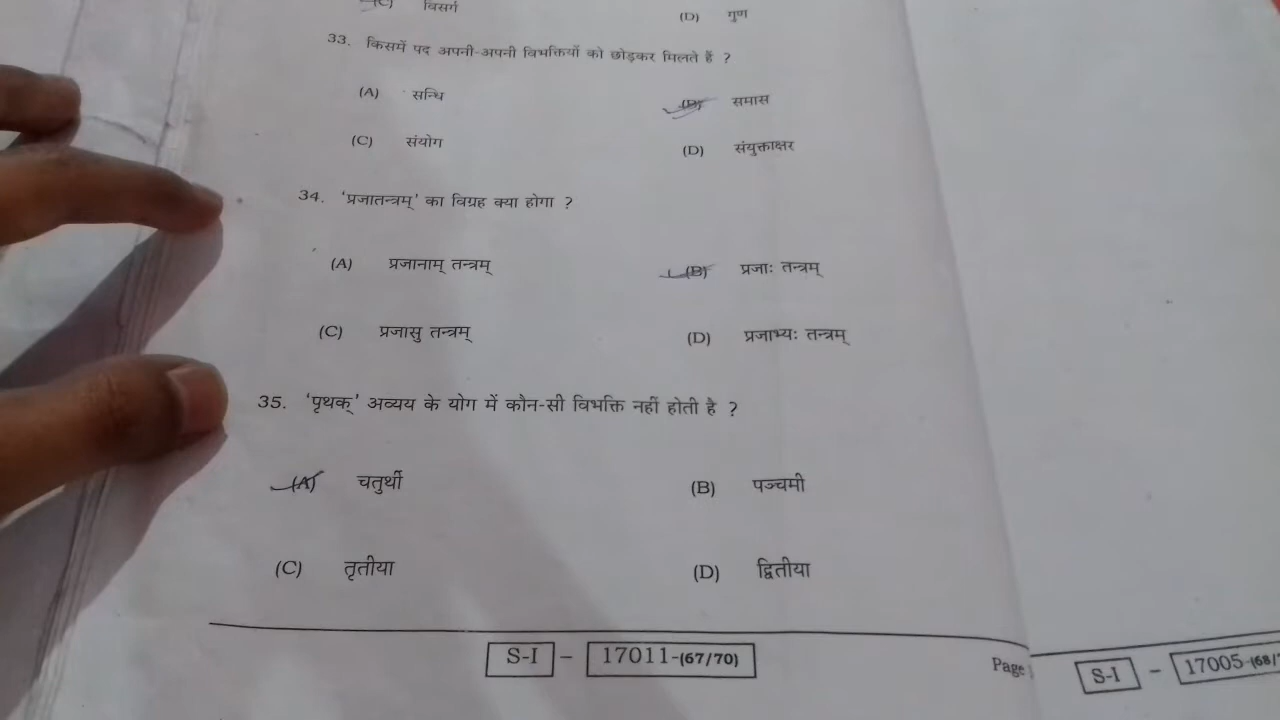 (C) विसर्ग (D) गुण
33. किसमें पद अपनी-अपनी विभक्तियों को छोड़कर मिलते हैं ?
(A) सन्धि (B) समास
(C) संयोग (D) संयुक्ताक्षर
34. 'प्रजातन्त्रम्' का विग्रह क्या होगा ?
(A) प्रजानाम् तन्त्रम् (B) प्रजाः तन्त्रम्
(C) प्रजासु तन्त्रम् (D) प्रजाभ्यः तन्त्रम्
35. 'पृथक्' अव्यय के योग में कौन-सी विभक्ति नहीं होती है ?
(A) चतुर्थी (B) पञ्चमी
(C) तृतीया (D) द्वितीया
S-I – 17011-(67/70) Page
S-I – 17005-(68/